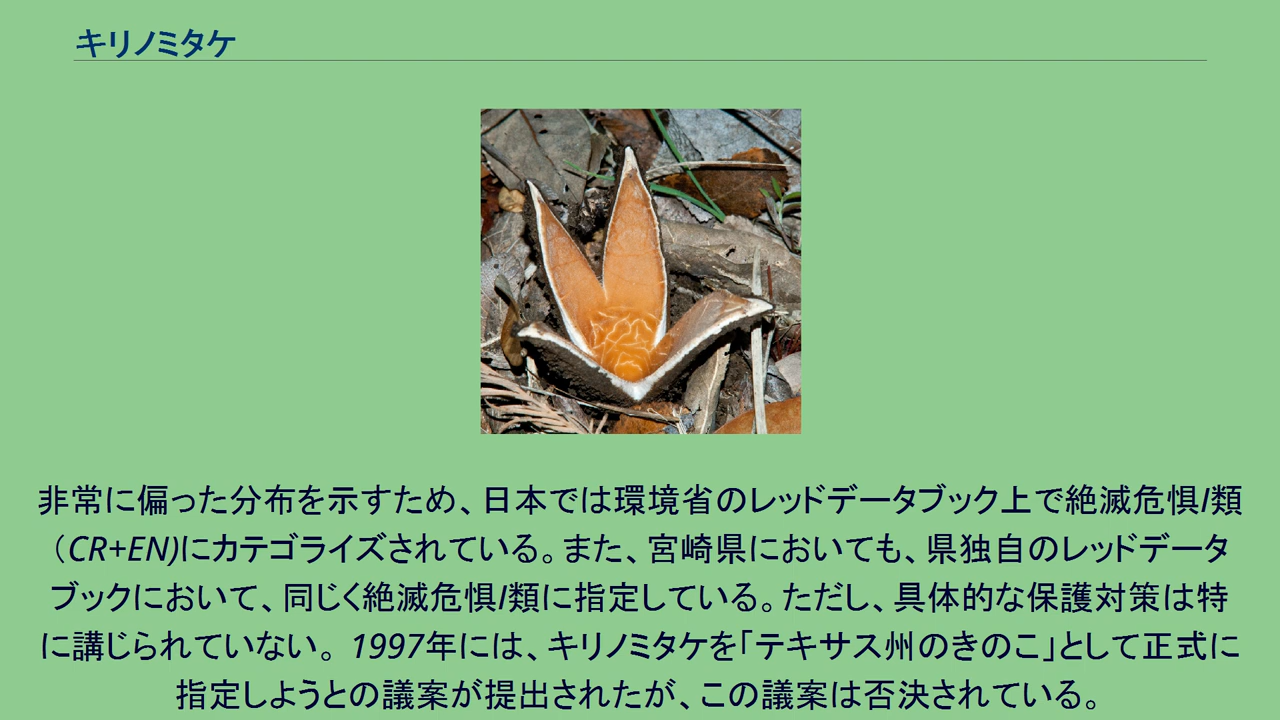 キリノミタケ
非常に偏った分布を示すため、日本では環境省のレッドデータブック上で絶滅危惧I類
（CR+EN)にカテゴライズされている。また、宮崎県においても、県独自のレッドデータ
ブックにおいて、同じく絶滅危惧I類に指定している。ただし、具体的な保護対策は特
に講じられていない。 1997年には、キリノミタケを「テキサス州のきのこ」として正式に
指定しようとの議案が提出されたが、この議案は否決されている。